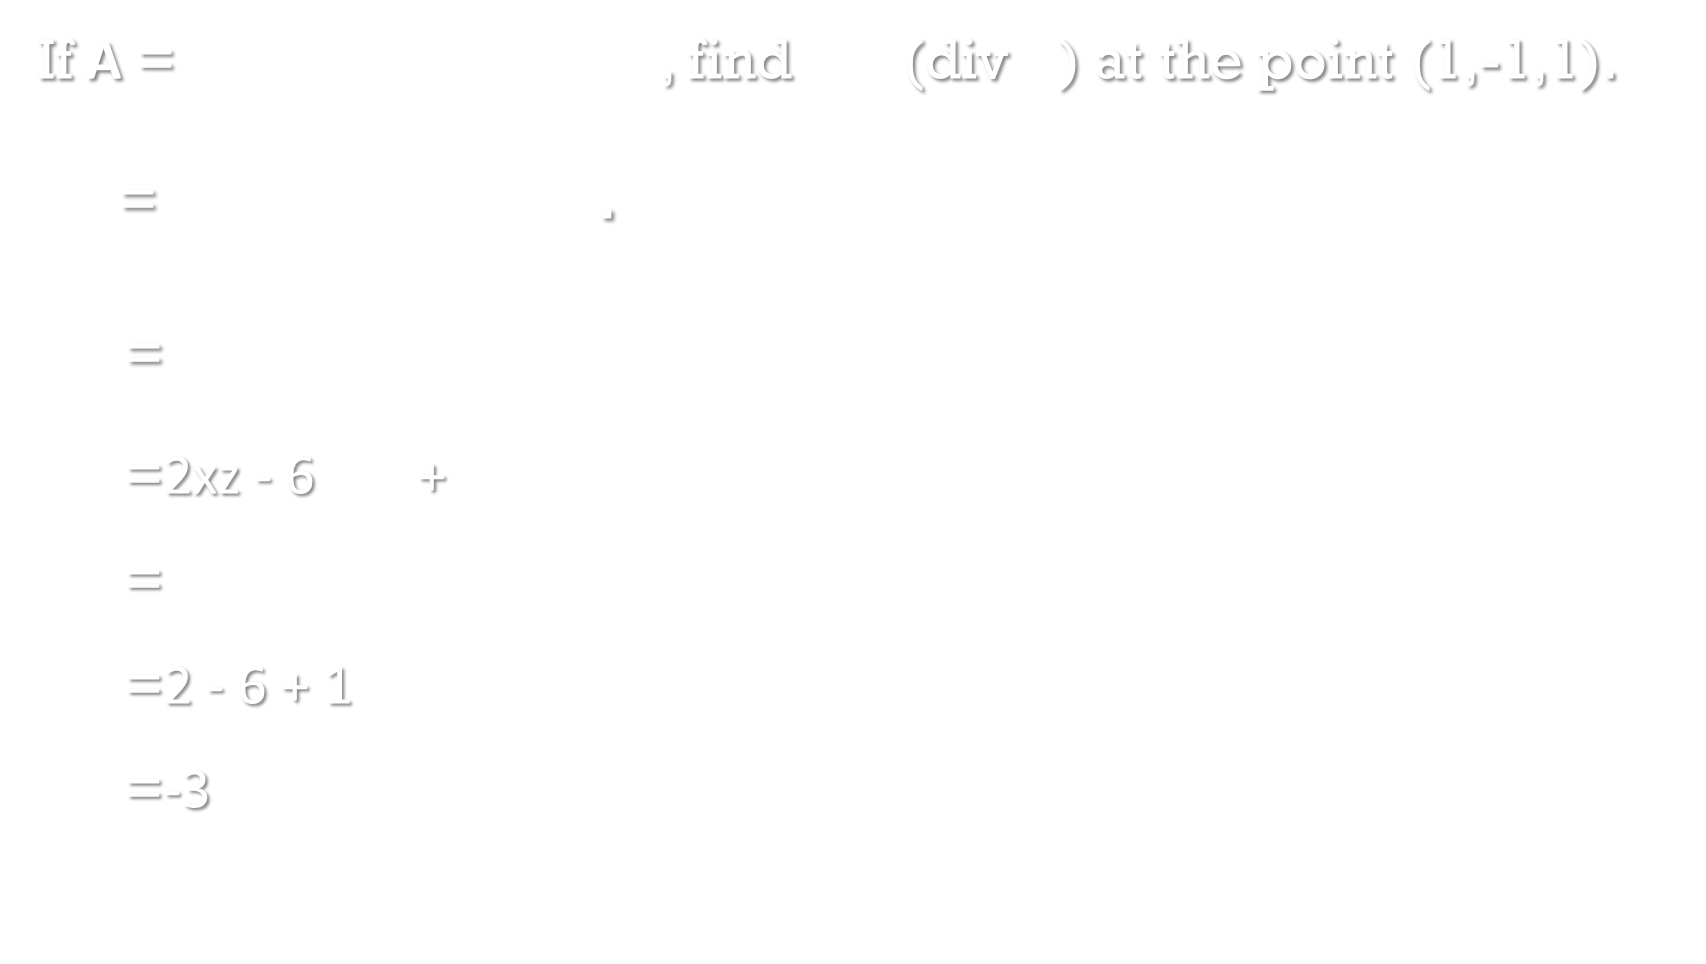 If A = , find (div ) at the point (1,-1,1).
= .
=
=2xz - 6 +
=
=2 - 6 + 1
=-3